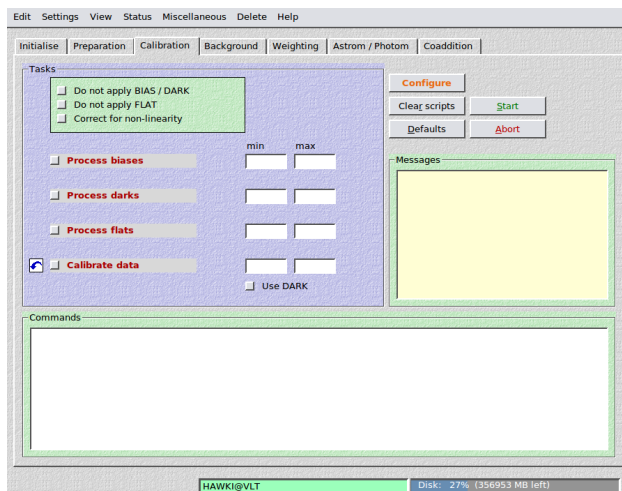 Edit Settings View Status Miscellaneous Delete Help
Initialise Preparation Calibration Background Weighting Astrom / Photom Coaddition
Tasks
Do not apply BIAS / DARK
Do not apply FLAT
Correct for non-linearity
min max
Process biases
Process darks
Process flats
Calibrate data
Use DARK
Configure
Clear scripts Start
Defaults Abort
Messages
Commands
HAWKI@VLT Disk: 27% (356953 MB left)